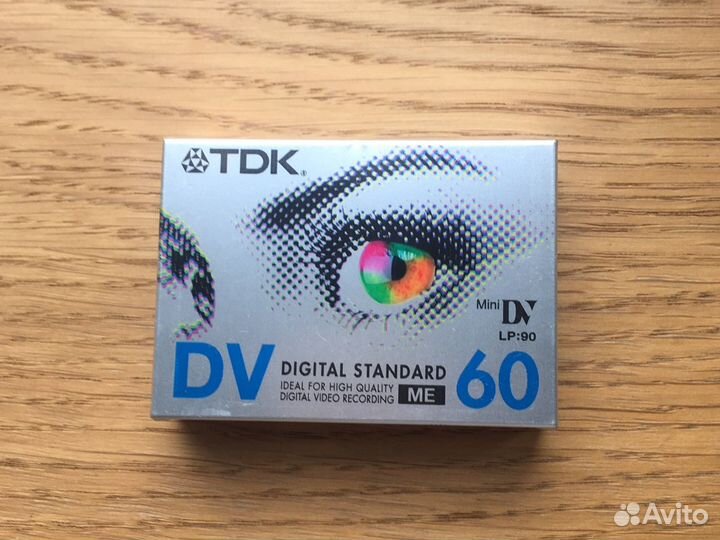 TDK®
Mini DV
LP:90
DV DIGITAL STANDARD 60
IDEAL FOR HIGH QUALITY
DIGITAL VIDEO RECORDING ME
Avito